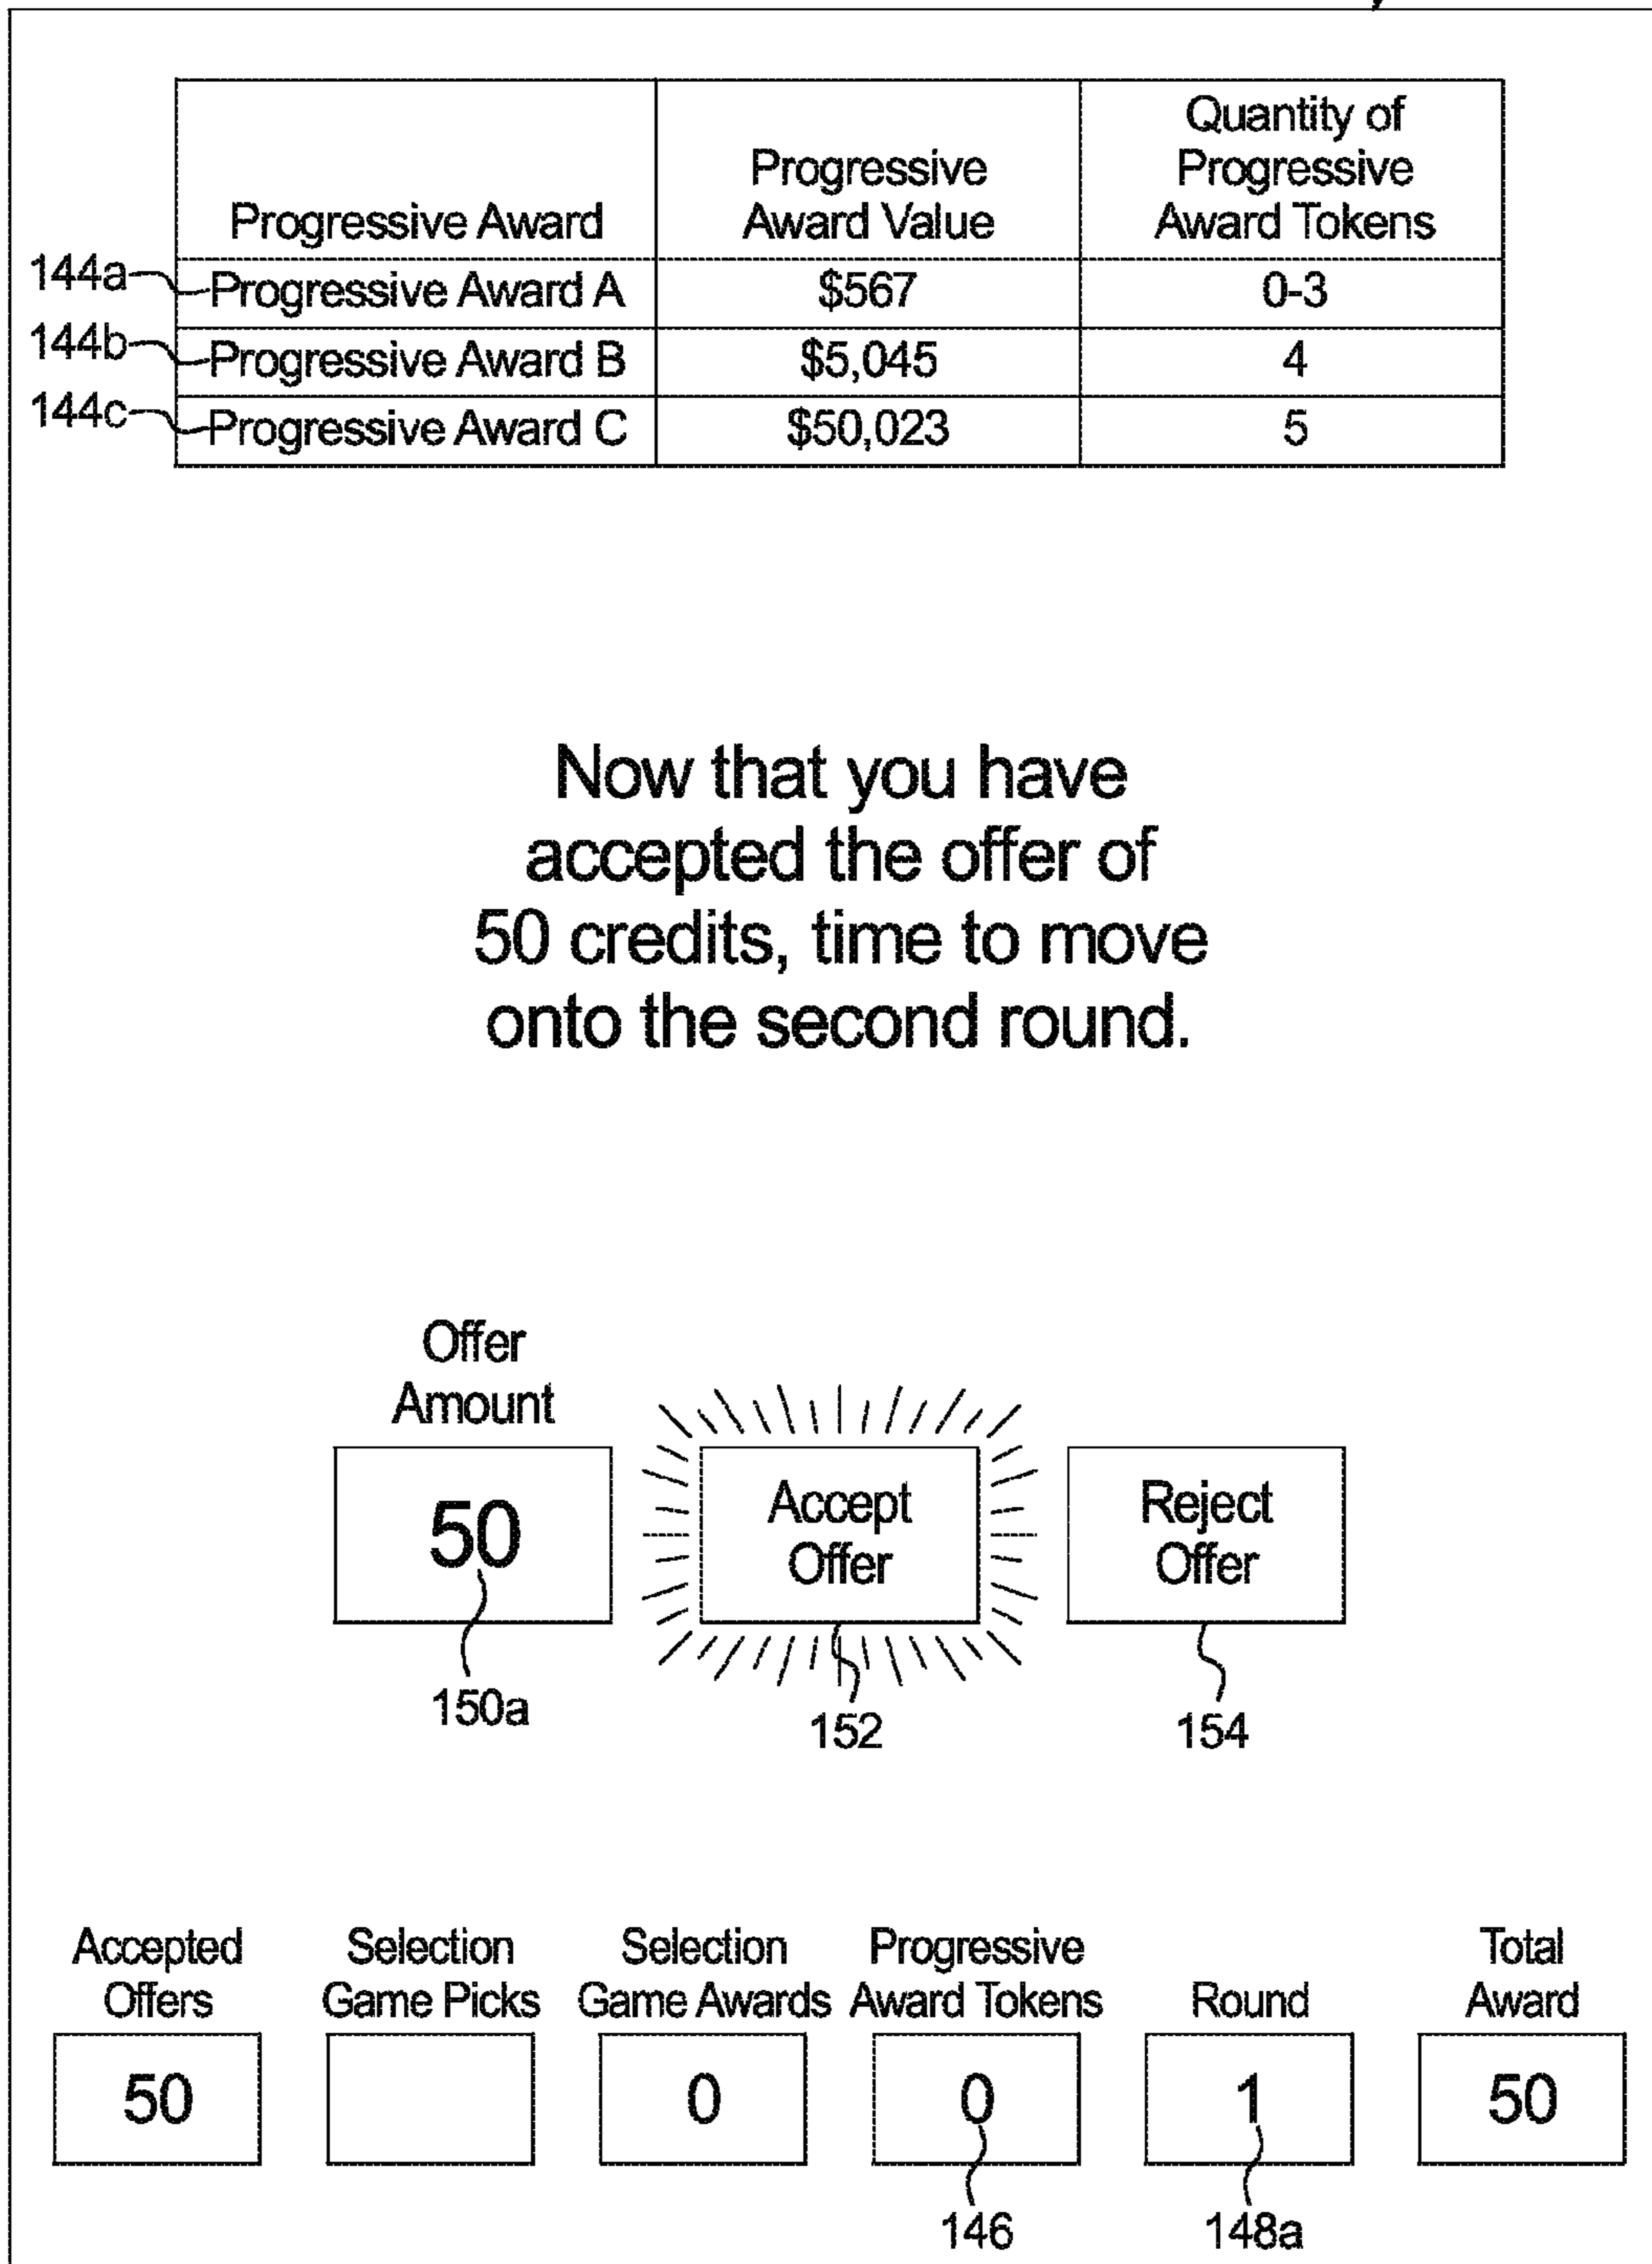 Progressive Award
Progressive
Award Value
Quantity of
Progressive
Award Tokens
144a
Progressive Award A
$567
0-3
144b
Progressive Award B
$5,045
4
144c
Progressive Award C
$50,023
5
Now that you have
accepted the offer of
50 credits, time to move
onto the second round.
Offer
Amount
50
Accept
Offer
Reject
Offer
150a
152
154
Accepted
Offers
50
Selection
Game Picks
Selection
Game Awards
0
Progressive
Award Tokens
0
Round
1
Total
Award
50
146
148a